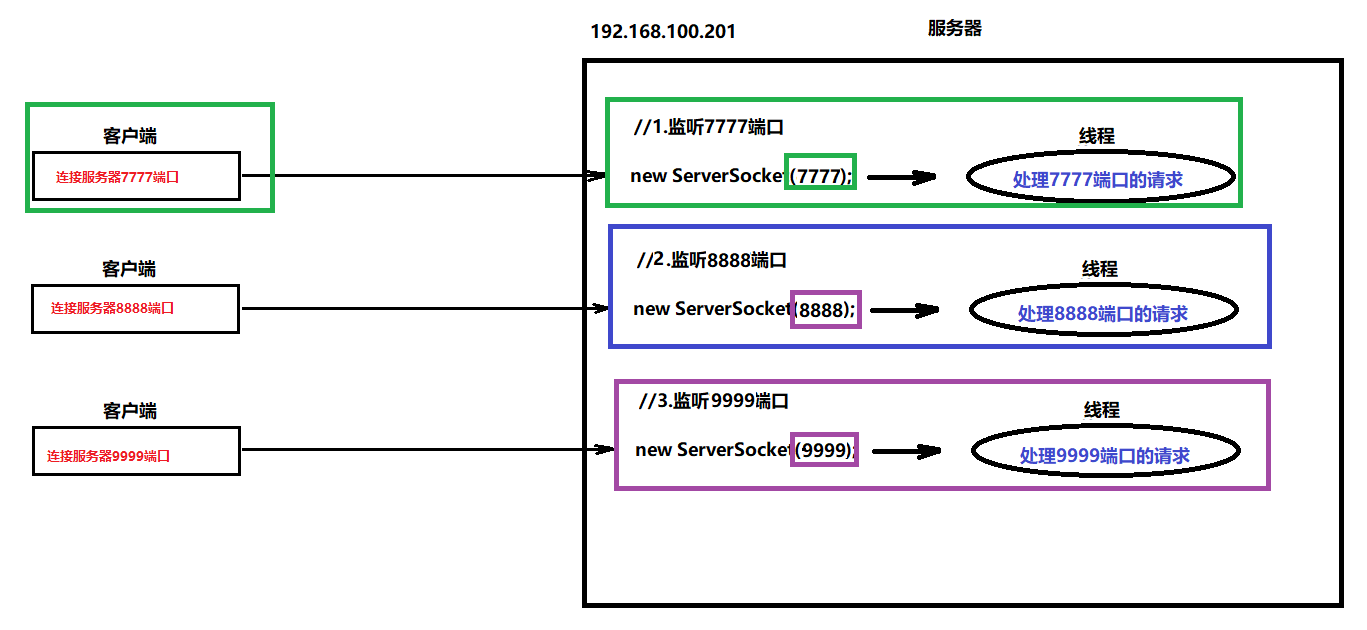 192.168.100.201
服务器
客户端
连接服务器7777端口
//1.监听7777端口
new ServerSocket(7777);
线程
处理7777端口的请求
客户端
连接服务器8888端口
//2.监听8888端口
new ServerSocket(8888);
线程
处理8888端口的请求
客户端
连接服务器9999端口
//3.监听9999端口
new ServerSocket(9999);
线程
处理9999端口的请求